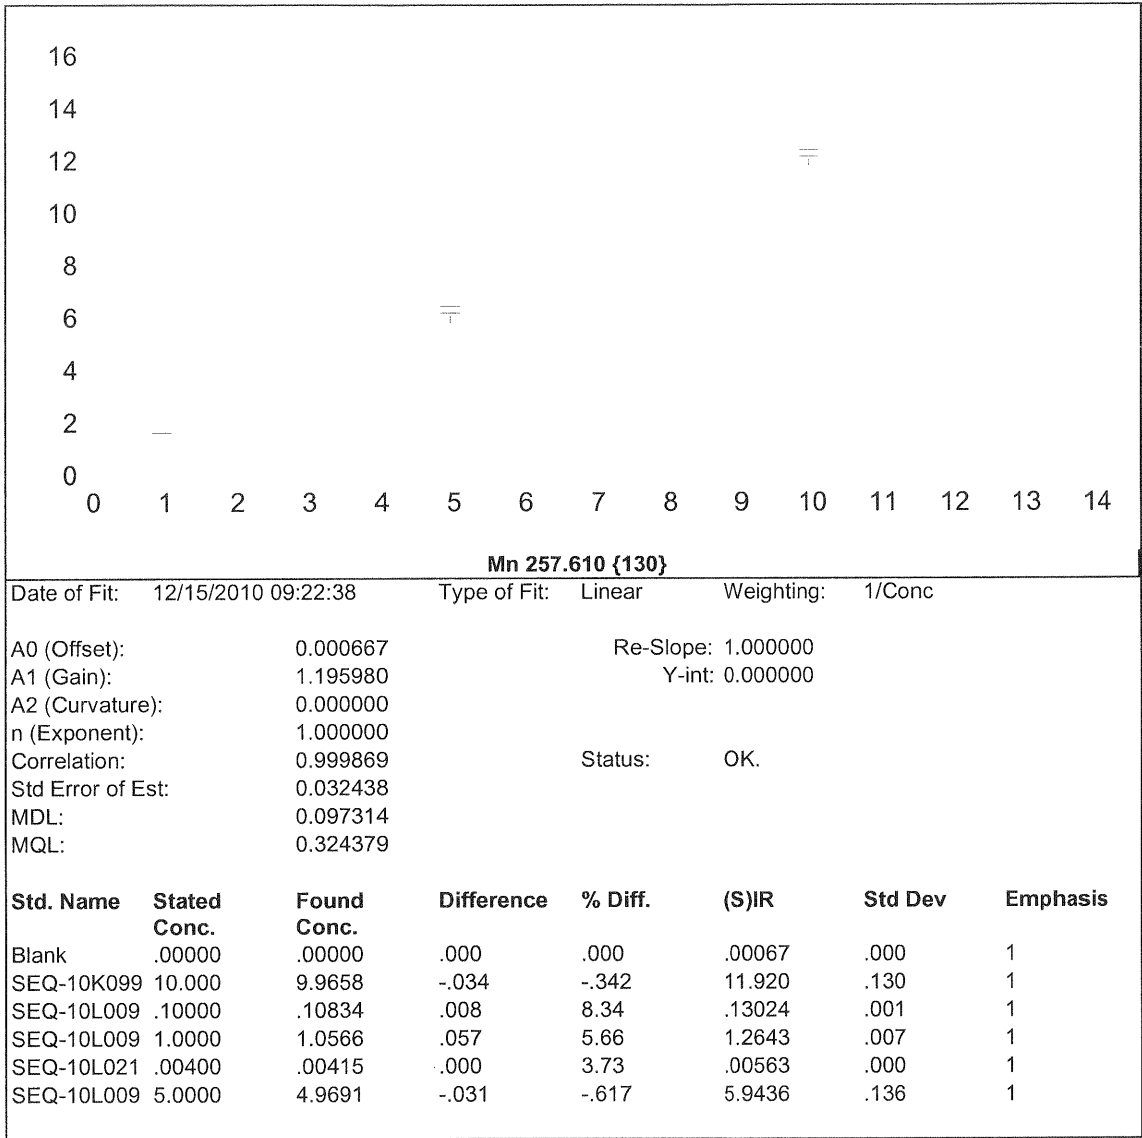 16
14
12
10
8
6
4
2
0
0 1 2 3 4 5 6 7 8 9 10 11 12 13 14
Mn 257.610 {130}
Date of Fit: 12/15/2010 09:22:38 Type of Fit: Linear Weighting: 1/Conc
A0 (Offset): 0.000667 Re-Slope: 1.000000
A1 (Gain): 1.195980 Y-int: 0.000000
A2 (Curvature): 0.000000
n (Exponent): 1.000000
Correlation: 0.999869 Status: OK.
Std Error of Est: 0.032438
MDL: 0.097314
MQL: 0.324379
Std. Name Stated Found Difference % Diff. (S)IR Std Dev Emphasis
Conc. Conc.
Blank .00000 .00000 .000 .000 .00067 .000 1
SEQ-10K099 10.000 9.9658 -.034 -.342 11.920 .130 1
SEQ-10L009 .10000 .10834 .008 8.34 .13024 .001 1
SEQ-10L009 1.0000 1.0566 .057 5.66 1.2643 .007 1
SEQ-10L021 .00400 .00415 .000 3.73 .00563 .000 1
SEQ-10L009 5.0000 4.9691 -.031 -.617 5.9436 .136 1